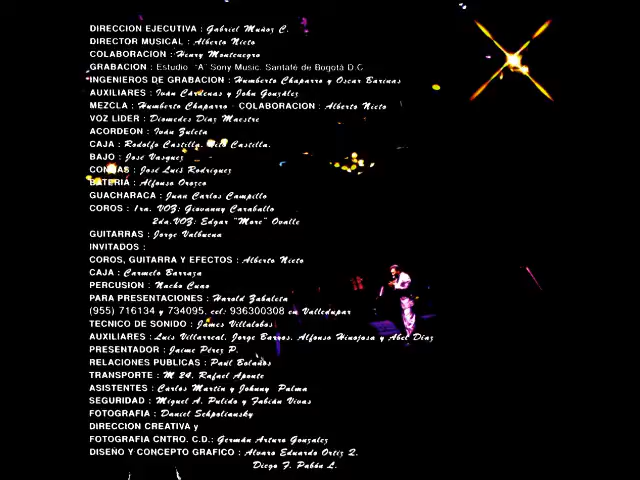 DIRECCION EJECUTIVA : Gabriel Muñoz C.
DIRECTOR MUSICAL : Alberto Nieto
COLABORACION : Henry Montenegro
GRABACION : Estudio "A" Sony Music. Santafé de Bogotá D.C
INGENIEROS DE GRABACION : Humberto Chaparro y Oscar Barinas
AUXILIARES : Iván Cárdenas y John González
MEZCLA : Humberto Chaparro - COLABORACION : Alberto Nieto
VOZ LIDER : Diomedes Díaz Maestre
ACORDEON : Iván Zuleta
CAJA : Rodolfo Castilla, Castilla.
BAJO : José Vasquez
CONGAS : José Luis Rodríguez
BATERIA : Alfonso Orozco
GUACHARACA : Juan Carlos Campillo
COROS : 1ra. VOZ: Giovanny Caraballo
2da.VOZ: Edgar "More" Ovalle
GUITARRAS : Jorge Valbuena
INVITADOS :
COROS, GUITARRA Y EFECTOS : Alberto Nieto
CAJA : Carmelo Barraza
PERCUSION : Nacho Cuao
PARA PRESENTACIONES : Harold Zabaleta
(955) 716134 y 734095, cel: 936300308 en Valledupar
TECNICO DE SONIDO : James Villalobos
AUXILIARES : Luis Villarreal, Jorge Barros, Alfonso Hinojosa y Abel Díaz
PRESENTADOR : Jaime Pérez P.
RELACIONES PUBLICAS : Paul Bolaños
TRANSPORTE : M 24, Rafael Aponte
ASISTENTES : Carlos Martin y Johnny Palma
SEGURIDAD : Miguel A. Pulido y Fabián Vivas
FOTOGRAFIA : Daniel Schpoliansky
DIRECCION CREATIVA y
FOTOGRAFIA CNTRO. C.D.: Germán Arturo Gonzalez
DISEÑO Y CONCEPTO GRAFICO : Alvaro Eduardo Ortiz Q.
Diego F. Pabón L.